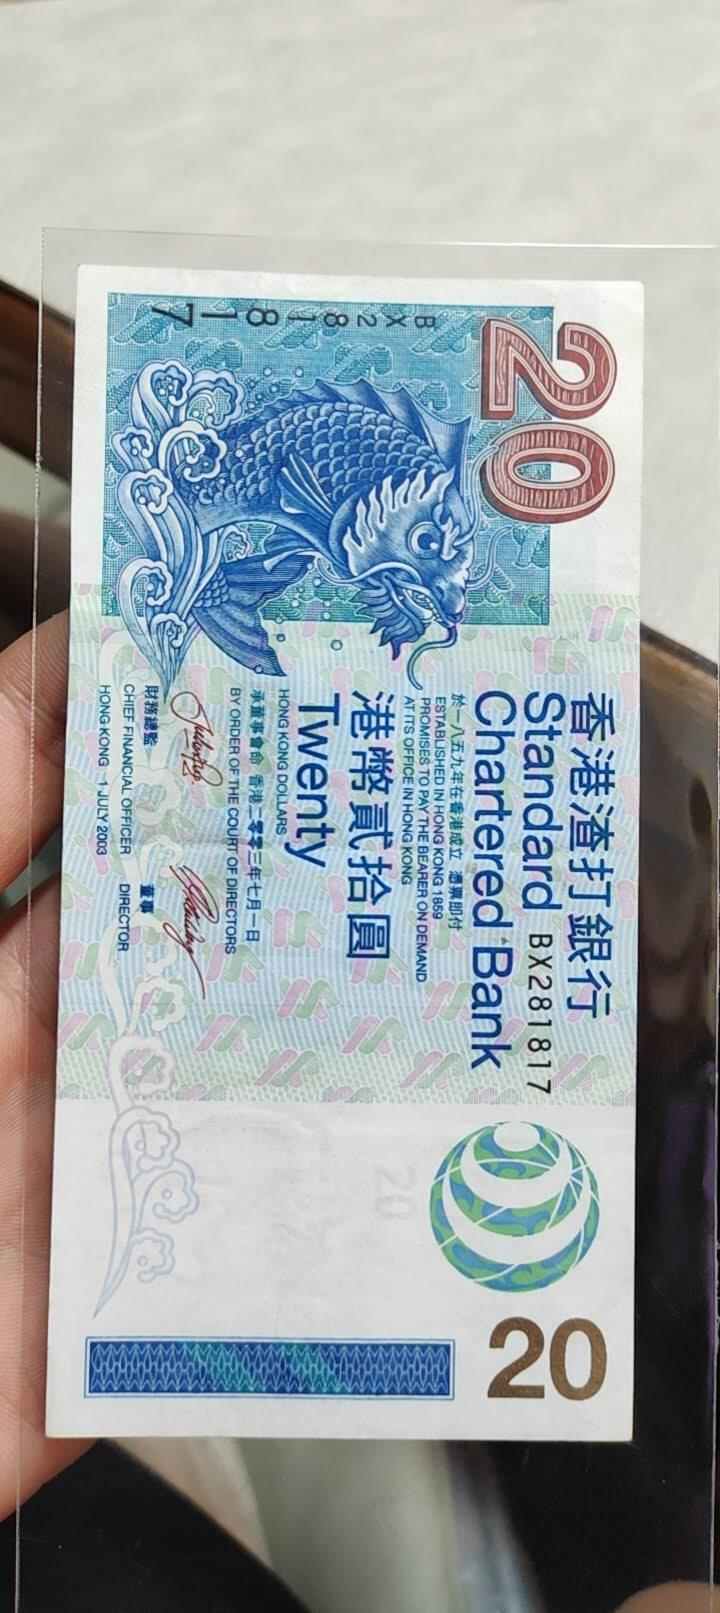 20
BX281817
香港渣打銀行
Standard
Chartered Bank
BX281817
於一八五九年在香港成立 憑票即付
ESTABLISHED IN HONG KONG 1859
PROMISES TO PAY THE BEARER ON DEMAND
AT ITS OFFICE IN HONG KONG
港幣貳拾圓
Twenty
HONG KONG DOLLARS
承董事會命 香港二零零三年七月一日
BY ORDER OF THE COURT OF DIRECTORS
財務總監 董事
CHIEF FINANCIAL OFFICER DIRECTOR
HONG KONG 1 JULY 2003
20
20